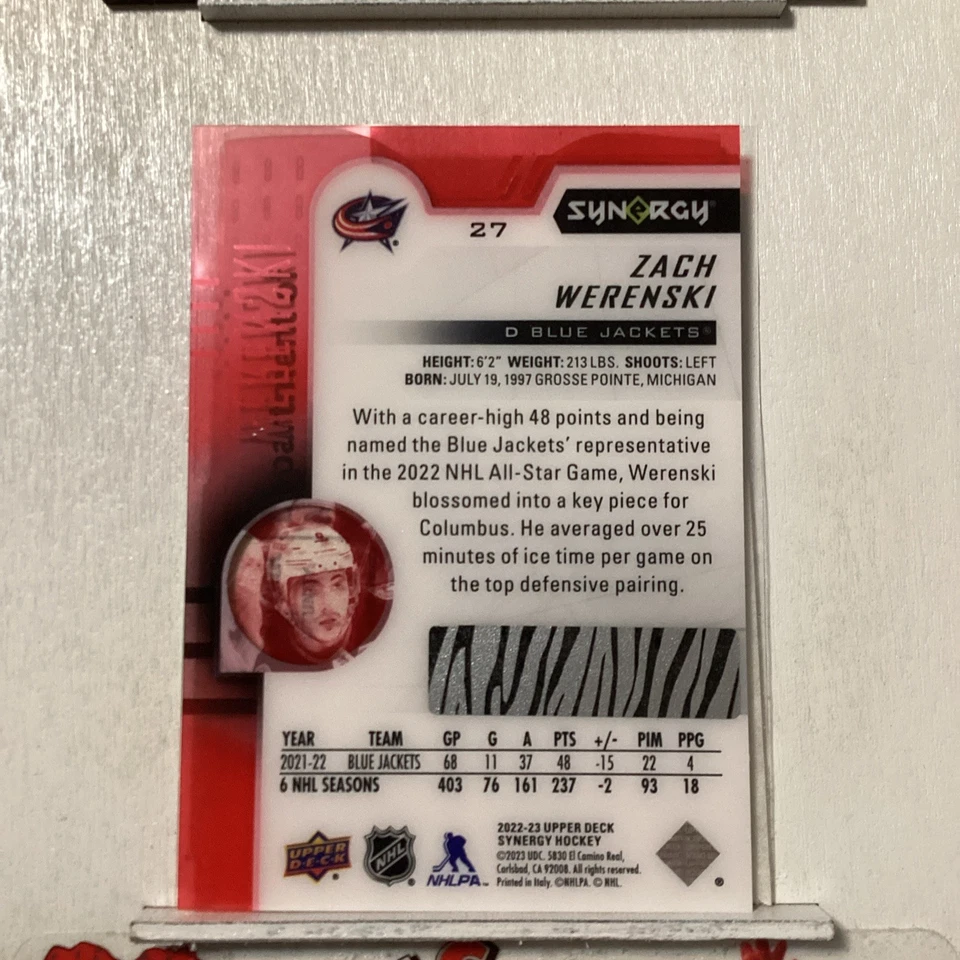 27
SYNERGY
ZACH
WERENSKI
D BLUE JACKETS®
HEIGHT: 6'2" WEIGHT: 213 LBS. SHOOTS: LEFT
BORN: JULY 19, 1997 GROSSE POINTE, MICHIGAN
With a career-high 48 points and being
named the Blue Jackets' representative
in the 2022 NHL All-Star Game, Werenski
blossomed into a key piece for
Columbus. He averaged over 25
minutes of ice time per game on
the top defensive pairing.
YEAR TEAM GP G A PTS +/- PIM PPG
2021-22 BLUE JACKETS 68 11 37 48 -15 22 4
6 NHL SEASONS 403 76 161 237 -2 93 18
UPPER
D·E·C·K
NHL
NHLPA
2022-23 UPPER DECK
SYNERGY HOCKEY
©2023 UDC. 5830 El Camino Real,
Carlsbad, CA 92008. All rights reserved.
Printed in Italy. ©NHLPA. © NHL.